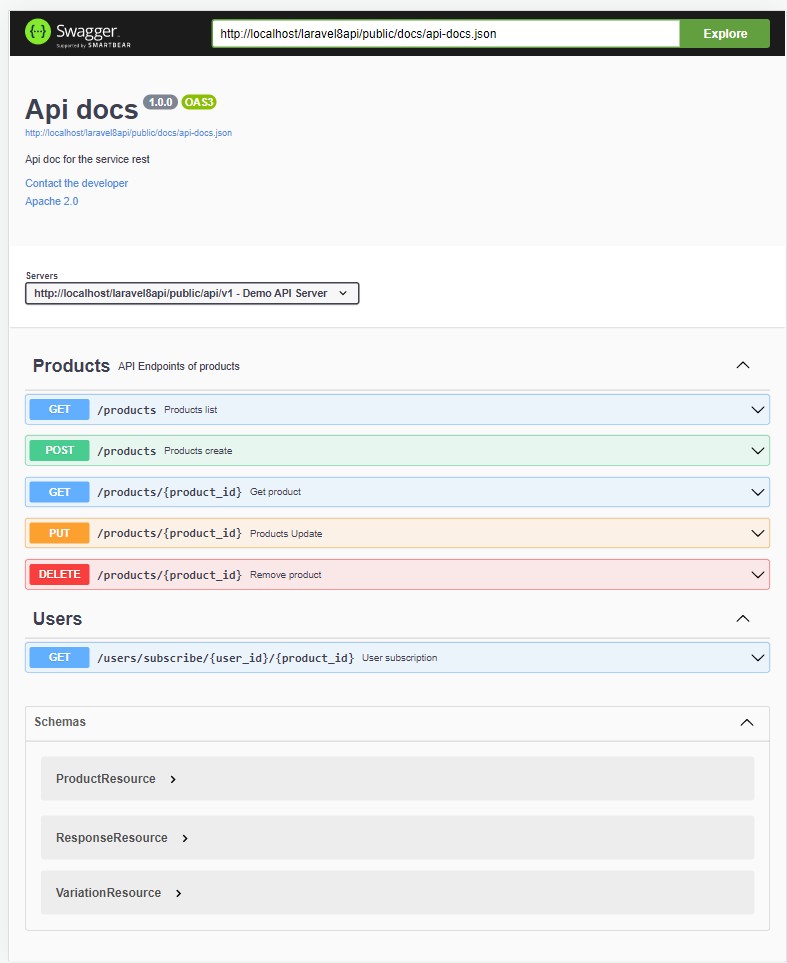 Swagger.
Supported by SMARTBEAR
http://localhost/laravel8api/public/docs/api-docs.json
Explore
Api docs 1.0.0 OAS3
http://localhost/laravel8api/public/docs/api-docs.json
Api doc for the service rest
Contact the developer
Apache 2.0
Servers
http://localhost/laravel8api/public/api/v1 - Demo API Server
Products API Endpoints of products
GET /products Products list
POST /products Products create
GET /products/{product_id} Get product
PUT /products/{product_id} Products Update
DELETE /products/{product_id} Remove product
Users
GET /users/subscribe/{user_id}/{product_id} User subscription
Schemas
ProductResource
ResponseResource
VariationResource